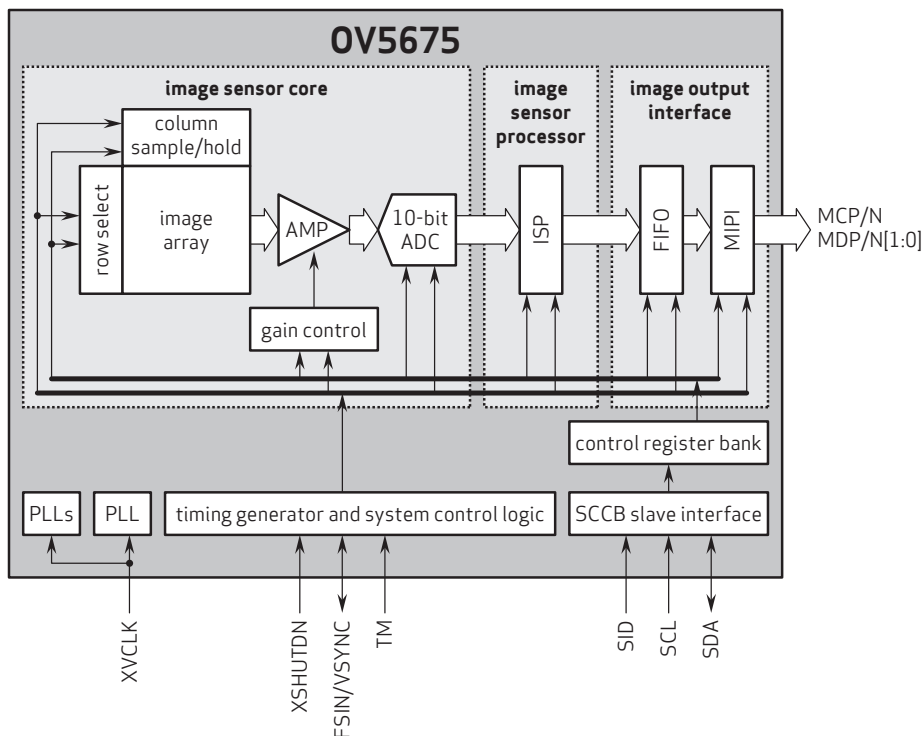 OV5675
image sensor core
image
sensor
processor
image output
interface
column
sample/hold
row select
image
array
AMP
10-bit
ADC
ISP
FIFO
MIPI
MCP/N
MDP/N[1:0]
gain control
control register bank
PLLs
PLL
timing generator and system control logic
SCCB slave interface
XVCLK
XSHUTDN
FSIN/VSYNC
TM
SID
SCL
SDA